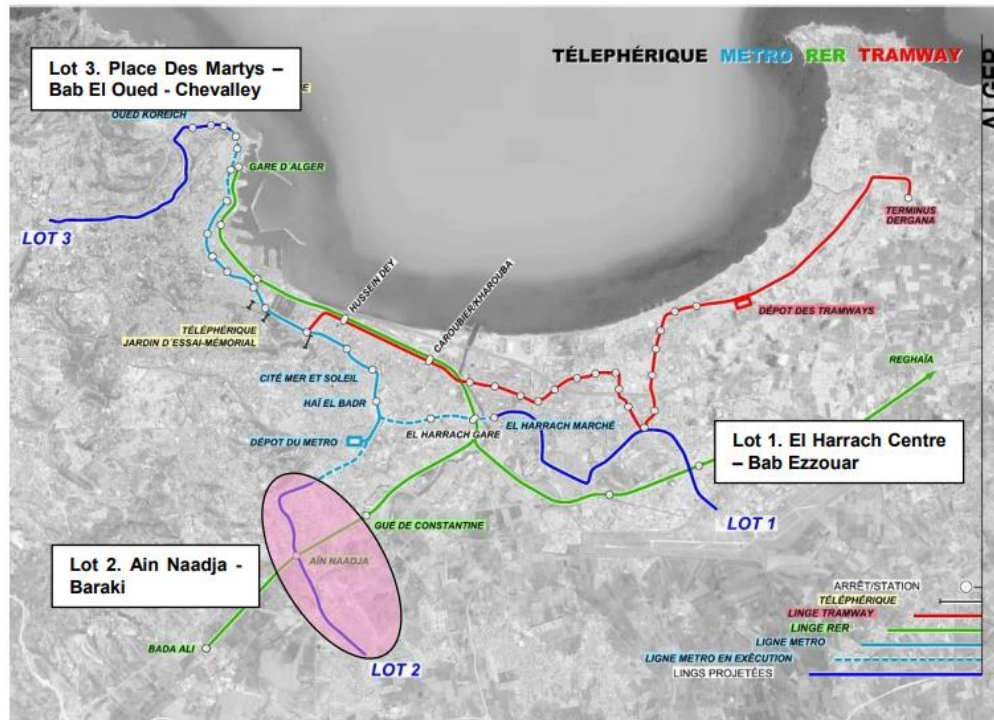 TÉLEPHÉRIQUE METRO RER TRAMWAY
ALGER
Lot 3. Place Des Martys –
Bab El Oued - Chevalley
OUED KOREICH
GARE D'ALGER
LOT 3
HUSSEIN DEY
CAROUBIER/KHAROUBA
TERMINUS
DERGANA
DÉPOT DES TRAMWAYS
TÉLÉPHÉRIQUE
JARDIN D'ESSAI-MÉMORIAL
REGHAÏA
CITÉ MER ET SOLEIL
HAÏ EL BADR
EL HARRACH GARE
EL HARRACH MARCHÉ
DÉPOT DU METRO
Lot 1. El Harrach Centre
– Bab Ezzouar
LOT 1
GUÉ DE CONSTANTINE
Lot 2. Ain Naadja -
Baraki
AÏN NAADJA
BADA ALI
LOT 2
ARRÊT/STATION
TÉLÉPHÉRIQUE
LINGE TRAMWAY
LINGE RER
LIGNE METRO
LIGNE METRO EN EXÉCUTION
LINGS PROJETÉES